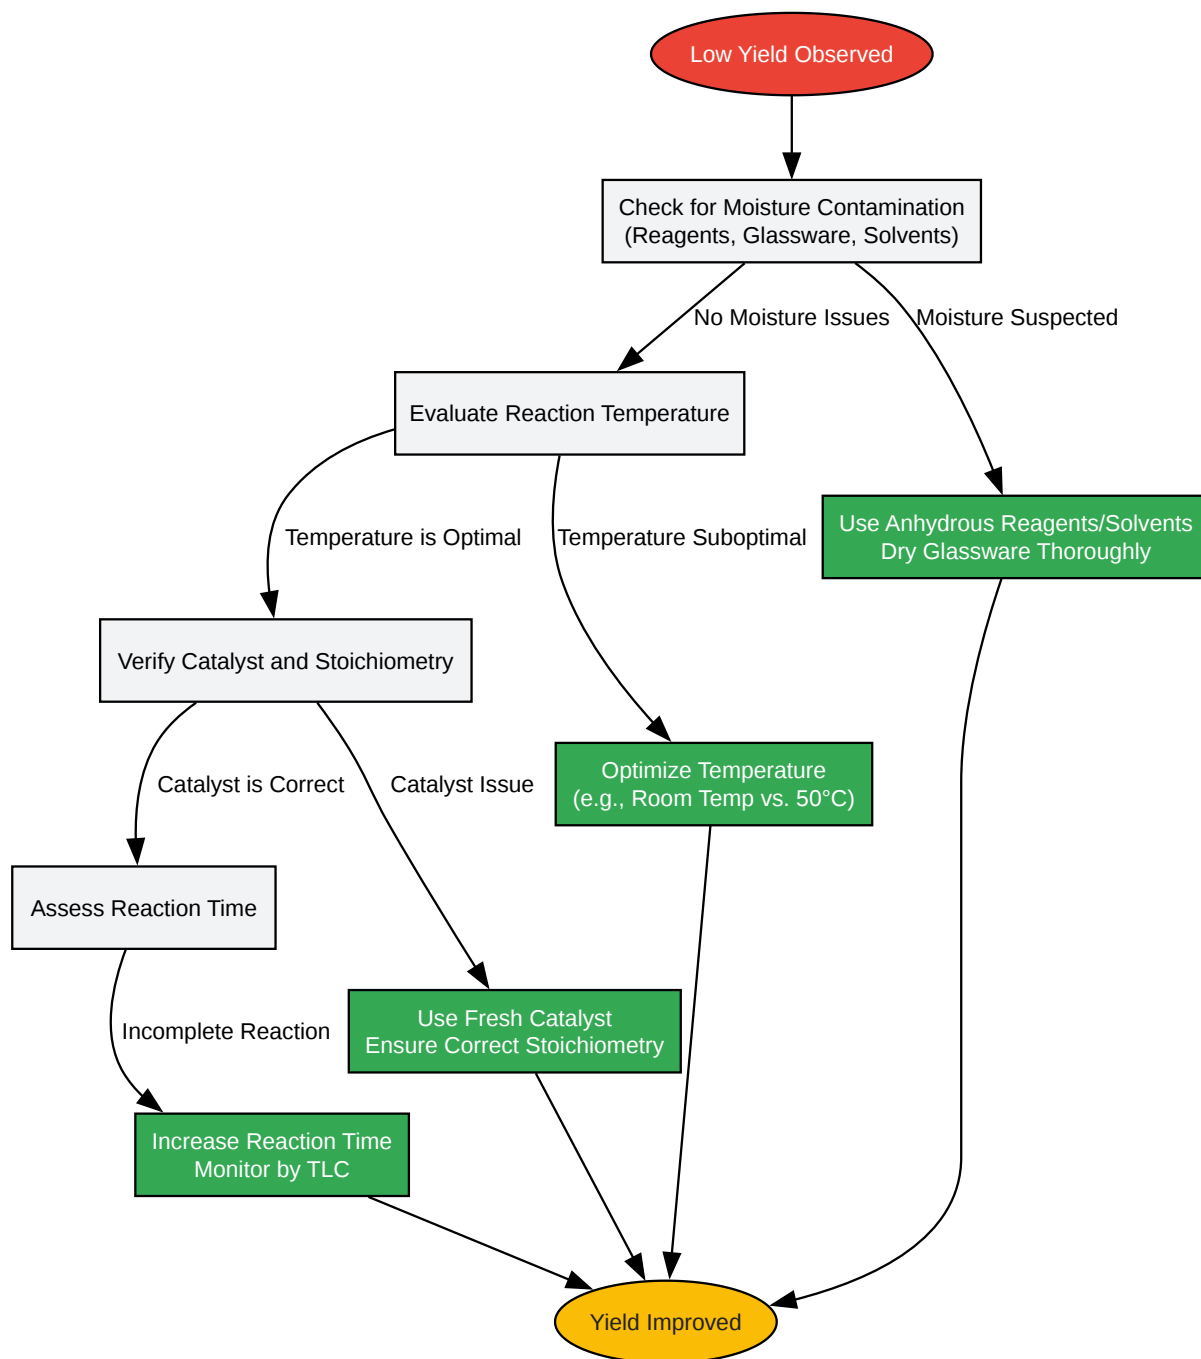 Low Yield Observed
Check for Moisture Contamination
(Reagents, Glassware, Solvents)
No Moisture Issues
Moisture Suspected
Evaluate Reaction Temperature
Use Anhydrous Reagents/Solvents
Dry Glassware Thoroughly
Temperature is Optimal
Temperature Suboptimal
Verify Catalyst and Stoichiometry
Optimize Temperature
(e.g., Room Temp vs. 50°C)
Catalyst is Correct
Catalyst Issue
Assess Reaction Time
Use Fresh Catalyst
Ensure Correct Stoichiometry
Incomplete Reaction
Increase Reaction Time
Monitor by TLC
Yield Improved